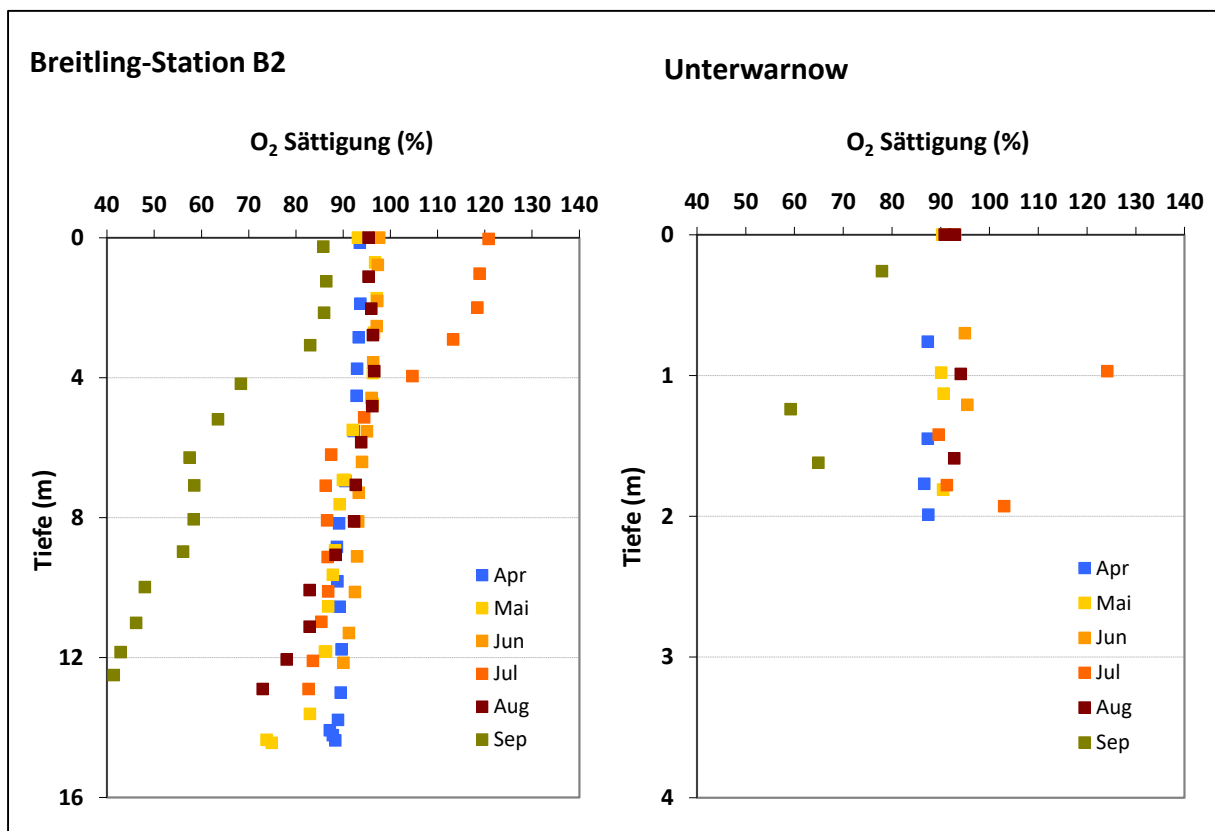 Breitling-Station B2
O₂ Sättigung (%)
40 50 60 70 80 90 100 110 120 130 140
0
4
8
12
16
Tiefe (m)
Apr
Mai
Jun
Jul
Aug
Sep
Unterwarnow
O₂ Sättigung (%)
40 50 60 70 80 90 100 110 120 130 140
0
1
2
3
4
Tiefe (m)
Apr
Mai
Jun
Jul
Aug
Sep